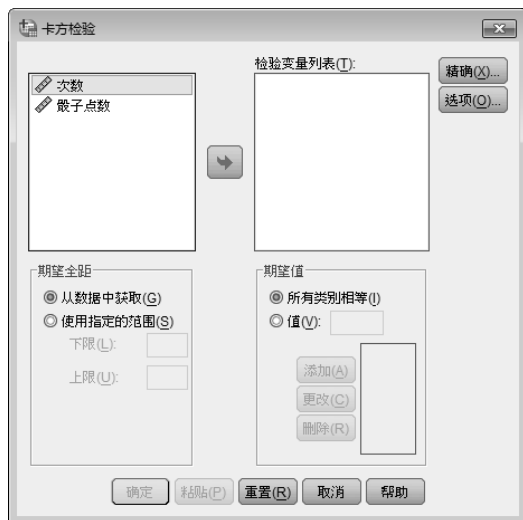 卡方检验
检验变量列表(T):
次数
骰子点数
精确(X)...
选项(O)...
期望全距
从数据中获取(G)
使用指定的范围(S)
下限(L):
上限(U):
期望值
所有类别相等(I)
值(V):
添加(A)
更改(C)
删除(R)
确定
粘贴(P)
重置(R)
取消
帮助